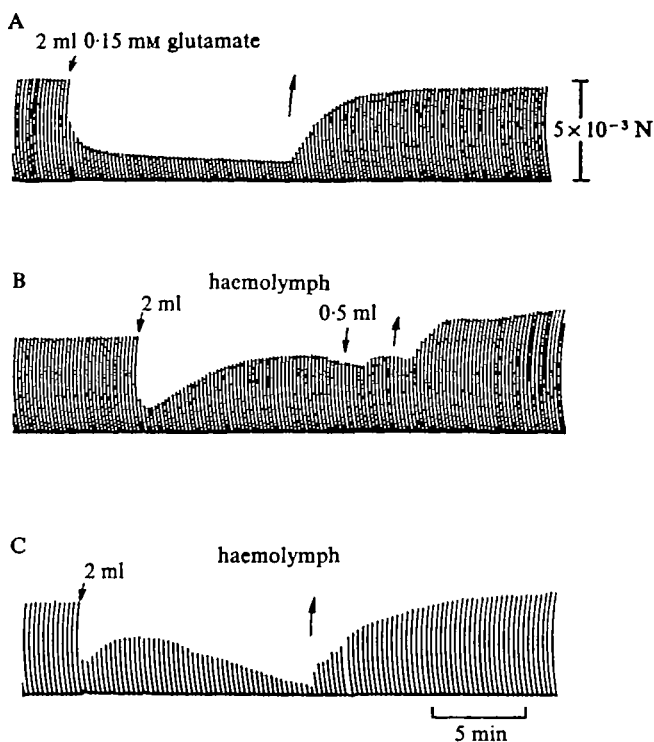 A
2 ml 0·15 mM glutamate
5 × 10⁻³ N
B
haemolymph
2 ml
0·5 ml
C
haemolymph
2 ml
5 min